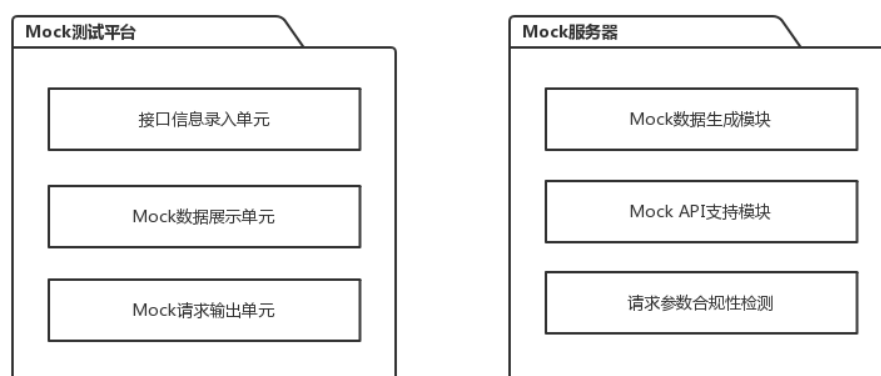 Mock测试平台
接口信息录入单元
Mock数据展示单元
Mock请求输出单元
Mock服务器
Mock数据生成模块
Mock API支持模块
请求参数合规性检测